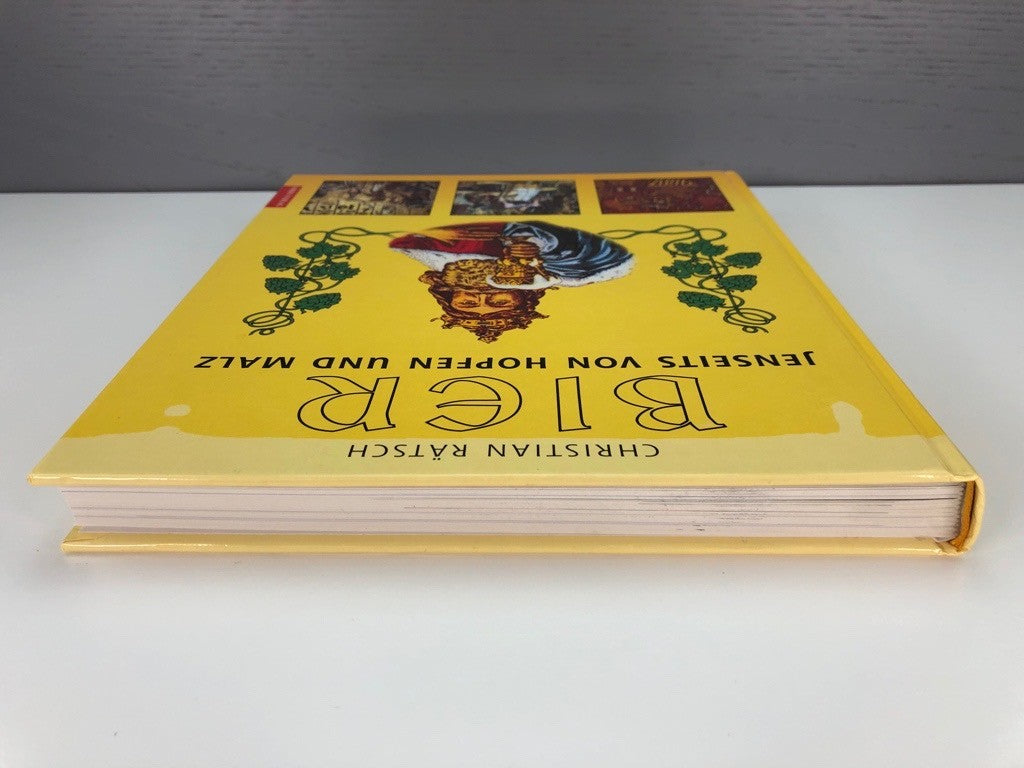 CHRISTIAN RÄTSCH
BIER
JENSEITS VON HOPFEN UND MALZ